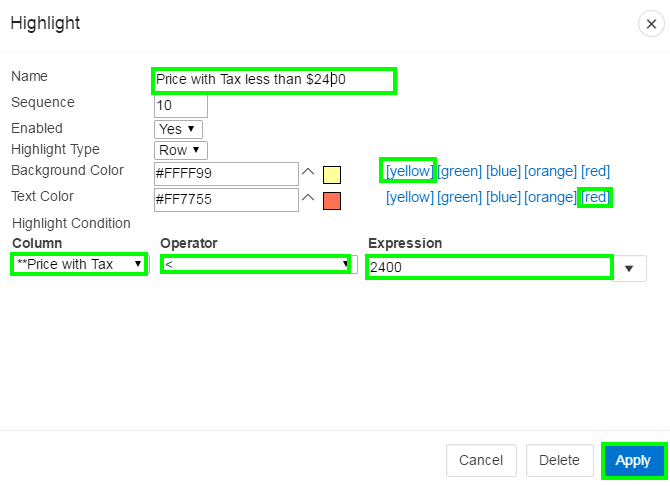 Highlight
Name Price with Tax less than $2400
Sequence 10
Enabled Yes
Highlight Type Row
Background Color #FFFF99 [yellow] [green] [blue] [orange] [red]
Text Color #FF7755 [yellow] [green] [blue] [orange] [red]
Highlight Condition
Column Operator Expression
**Price with Tax < 2400
Cancel Delete Apply